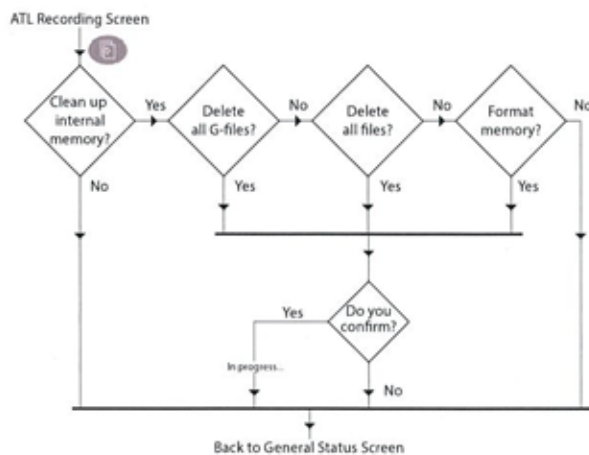 ATL Recording Screen
Clean up
internal
memory?
Yes
Delete
all G-files?
No
Delete
all files?
No
Format
memory?
No
No
Yes
Yes
Yes
Do you
confirm?
Yes
In progress...
No
Back to General Status Screen